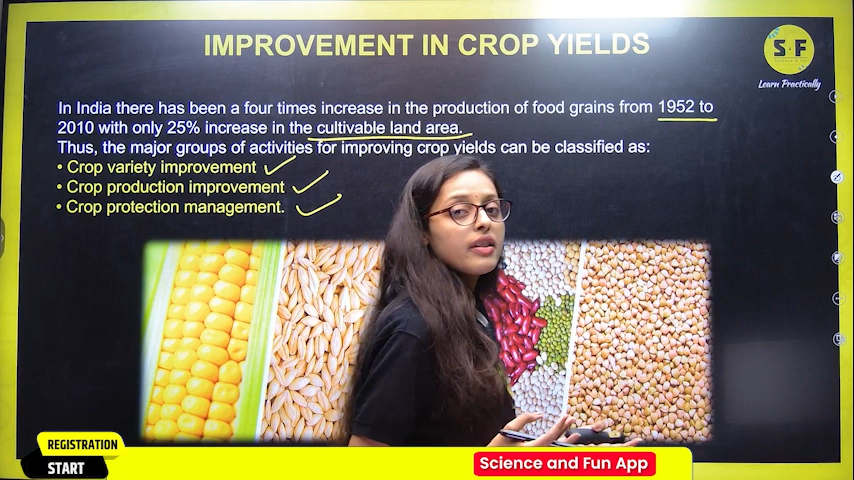 IMPROVEMENT IN CROP YIELDS
S F
Learn Practically
In India there has been a four times increase in the production of food grains from 1952 to
2010 with only 25% increase in the cultivable land area.
Thus, the major groups of activities for improving crop yields can be classified as:
• Crop variety improvement
• Crop production improvement
• Crop protection management.
REGISTRATION
START
Science and Fun App